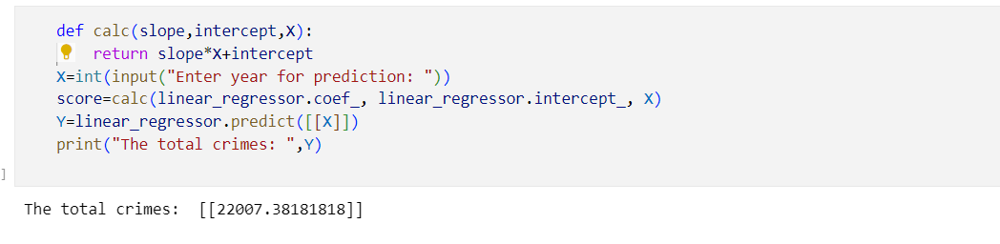 def calc(slope,intercept,X):
    return slope*X+intercept
X=int(input("Enter year for prediction: "))
score=calc(linear_regressor.coef_, linear_regressor.intercept_, X)
Y=linear_regressor.predict([[X]])
print("The total crimes: ",Y)
]
The total crimes:  [[22007.38181818]]